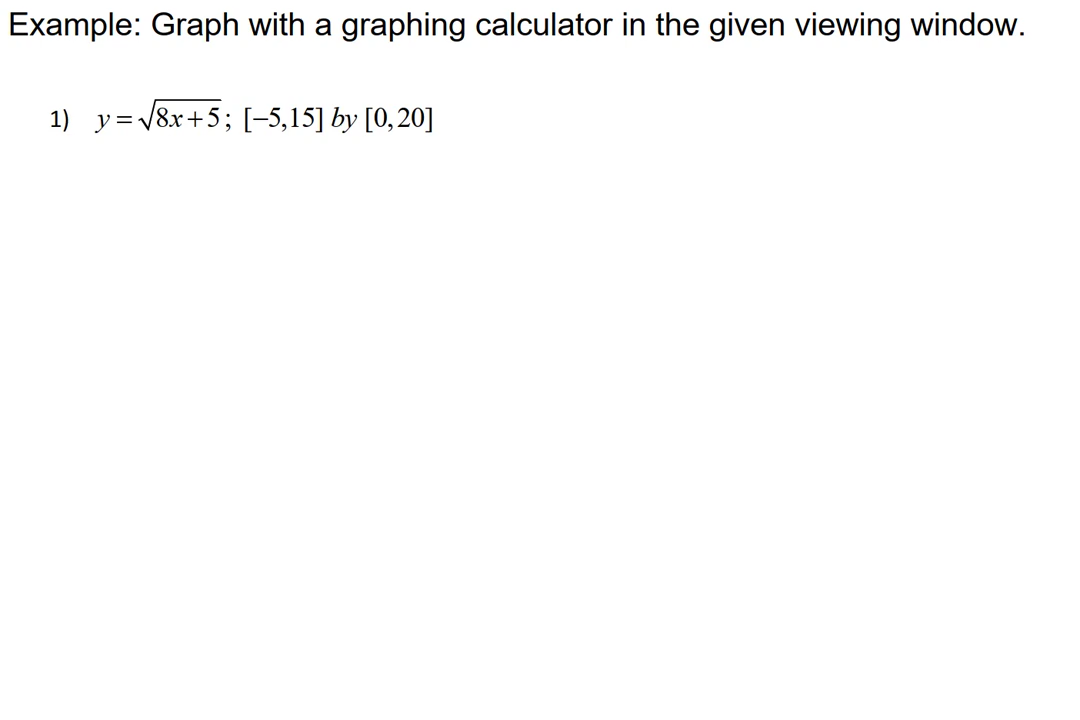 Example: Graph with a graphing calculator in the given viewing window.
1) y = √8x+5; [–5,15] by [0,20]